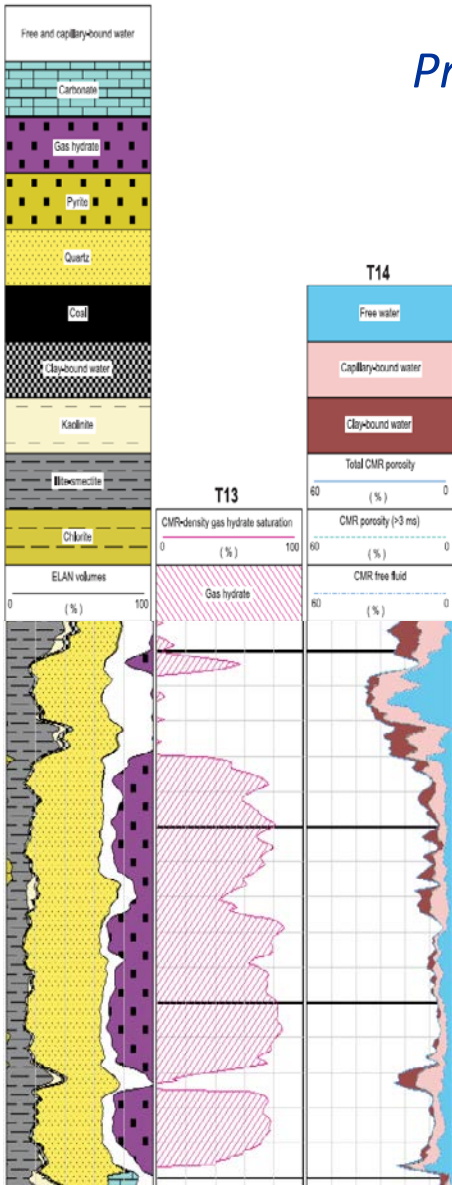 Free and capillary-bound water
Carbonate
Gas hydrate
Pyrite
Quartz
Coal
Clay-bound water
Kaolinite
Illite-smectite
Chlorite
ELAN volumes
0 (%) 100
T13
CMR-density gas hydrate saturation
0 (%) 100
Gas hydrate
Pr
T14
Free water
Capillary-bound water
Clay-bound water
Total CMR porosity
60 (%) 0
CMR porosity (>3 ms)
60 (%) 0
CMR free fluid
60 (%) 0